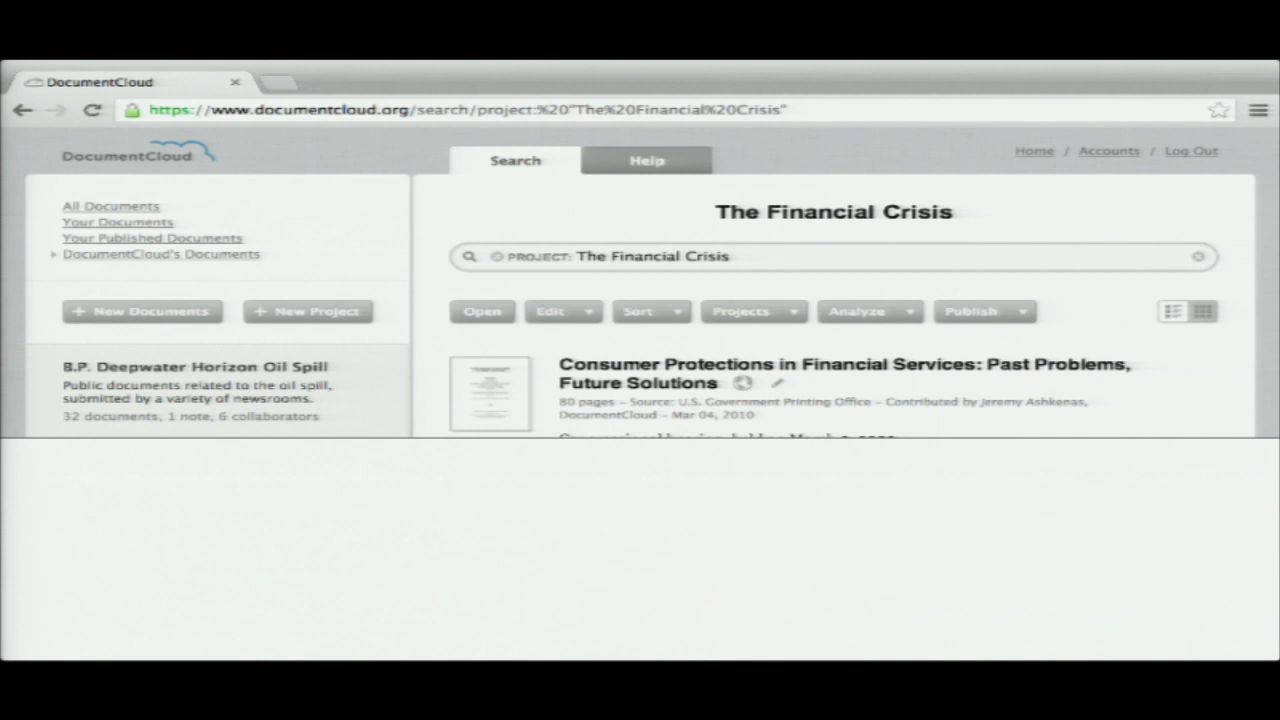 DocumentCloud
https://www.documentcloud.org/search/project:%20"The%20Financial%20Crisis"
DocumentCloud
Search
Help
Home / Accounts / Log Out
All Documents
Your Documents
Your Published Documents
DocumentCloud's Documents
The Financial Crisis
PROJECT: The Financial Crisis
+ New Documents
+ New Project
Open
Edit
Sort
Projects
Analyze
Publish
B.P. Deepwater Horizon Oil Spill
Public documents related to the oil spill,
submitted by a variety of newsrooms.
32 documents, 1 note, 6 collaborators
Consumer Protections in Financial Services: Past Problems,
Future Solutions
80 pages – Source: U.S. Government Printing Office – Contributed by Jeremy Ashkenas,
DocumentCloud – Mar 04, 2010